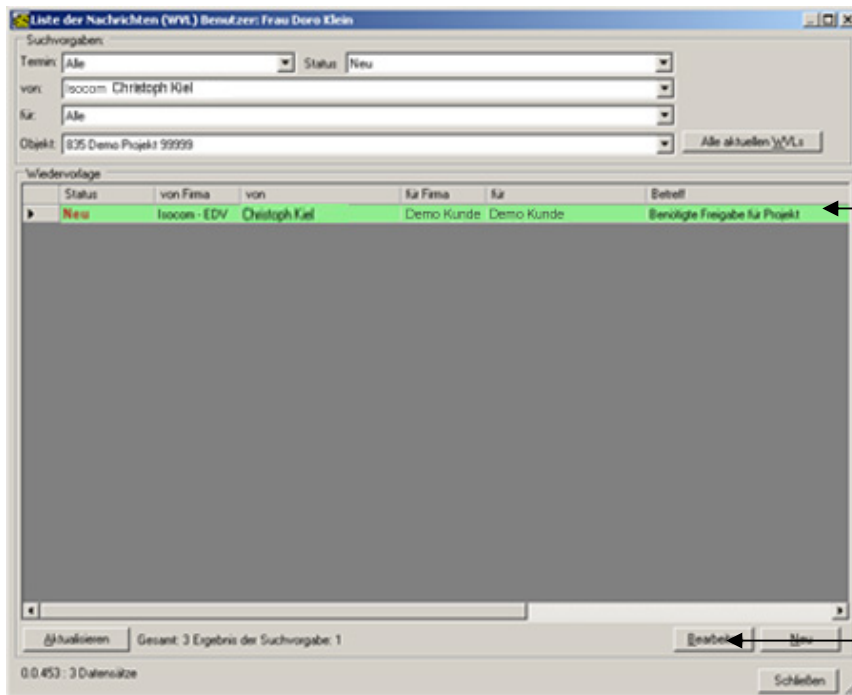 Liste der Nachrichten (WVL) Benutzer: Frau Doro Klein
Suchvorgaben:
Termin: Alle Status Neu
von: Isocom Christoph Kiel
für: Alle
Objekt: 835 Demo Projekt 99999 Alle aktuellen WVLs
Wiedervorlage
Status von Firma von für Firma für Betreff
Neu Isocom - EDV Christoph Kiel Demo Kunde Demo Kunde Benötigte Freigabe für Projekt
Aktualisieren Gesamt: 3 Ergebnis der Suchvorgabe: 1 Bearbeite Neu
0.0.453 : 3 Datensätze
Schließen